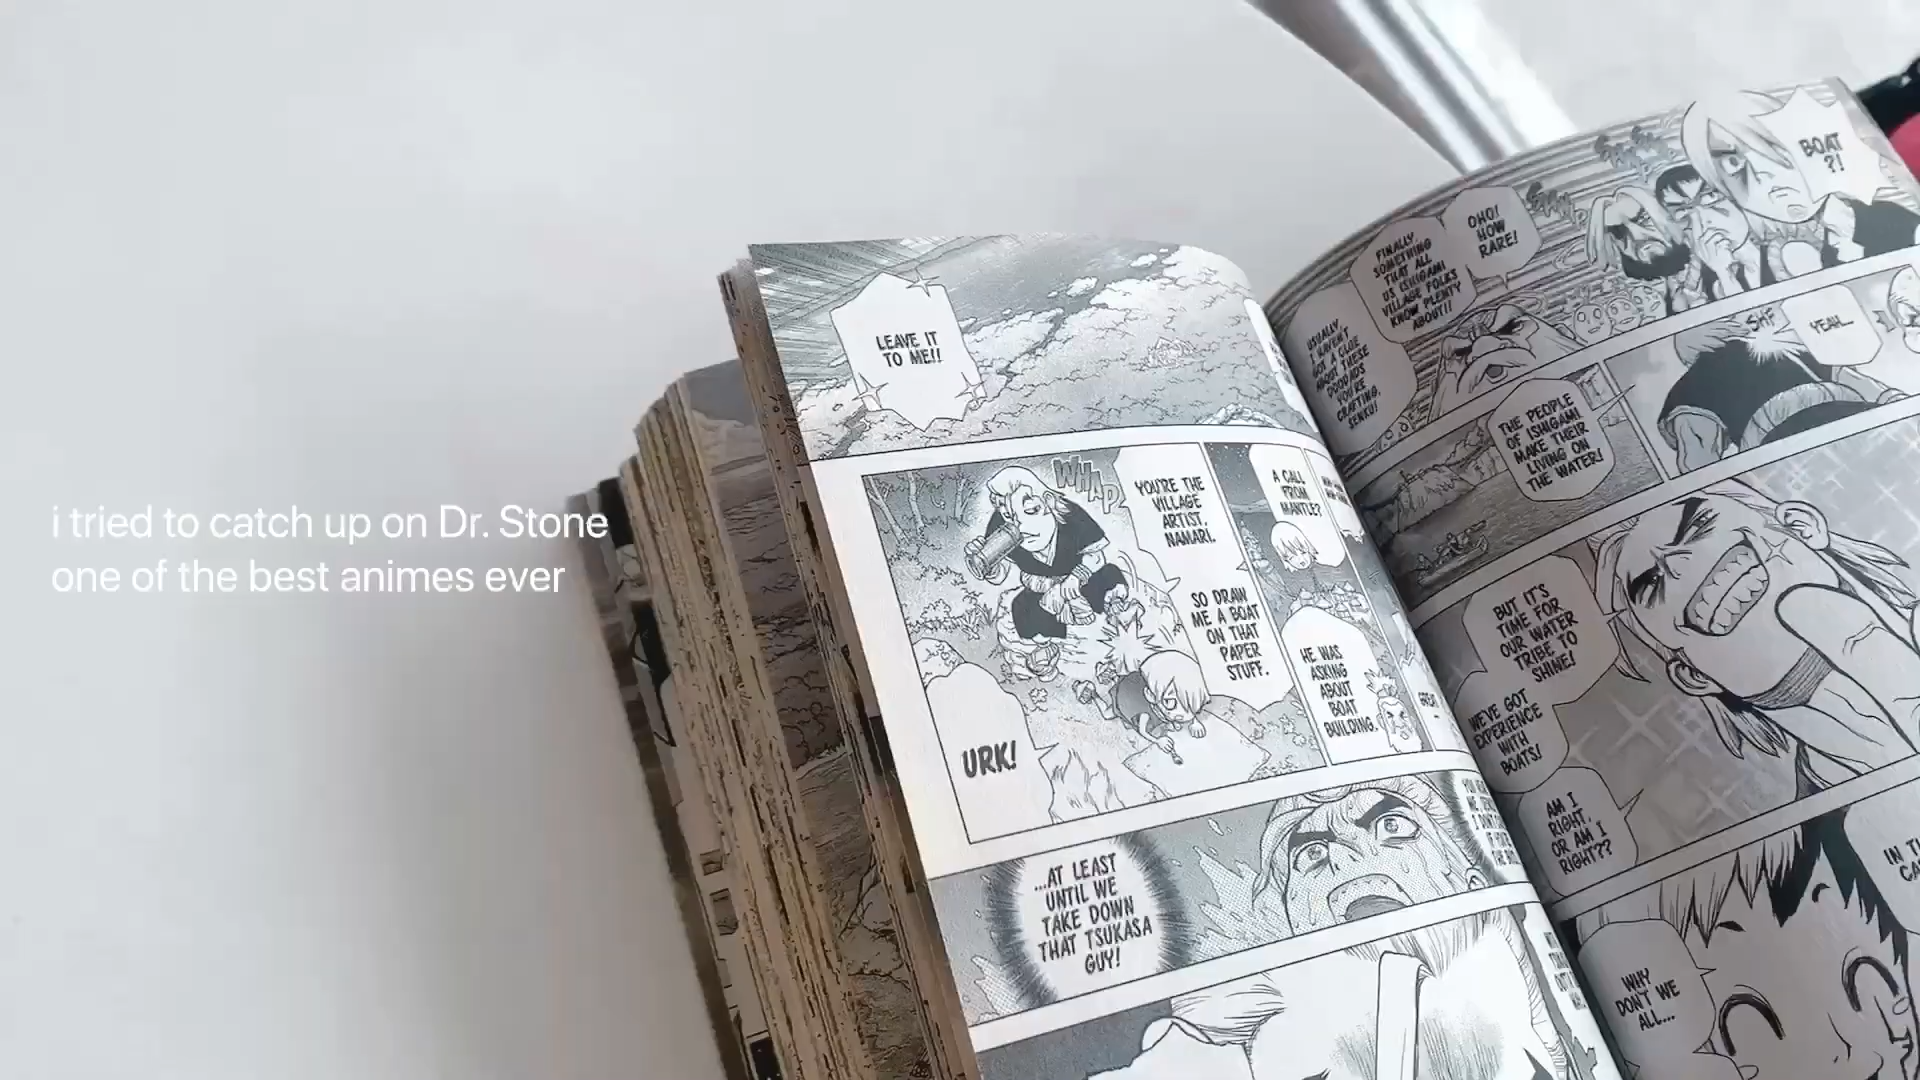 i tried to catch up on Dr. Stone
one of the best animes ever
BOAT
?!
OHO!
HOW
RARE!
FINALLY,
SOMETHING
THAT ALL
US ISHIGAMI
VILLAGE FOLKS
KNOW PLENTY
ABOUT!!
USUALLY,
I HAVEN'T
GOT A CLUE
ABOUT THESE
DOODADS
YOU'RE
CRAFTING,
SENKU!
YEAH...
THE PEOPLE
OF ISHIGAMI
MAKE THEIR
LIVING ON
THE WATER!
BUT IT'S
TIME FOR
OUR WATER
TRIBE TO
SHINE!
WE'VE GOT
EXPERIENCE
WITH
BOATS!
AM I
RIGHT,
OR AM I
RIGHT??
WHY
DON'T WE
ALL...
LEAVE IT
TO ME!!
WHAP
YOU'RE THE
VILLAGE
ARTIST,
NAMARI.
SO DRAW
ME A BOAT
ON THAT
PAPER
STUFF.
URK!
A CALL
FROM
MANTLE?
HE WAS
ASKING
ABOUT
BOAT
BUILDING.
...AT LEAST
UNTIL WE
TAKE DOWN
THAT TSUKASA
GUY!